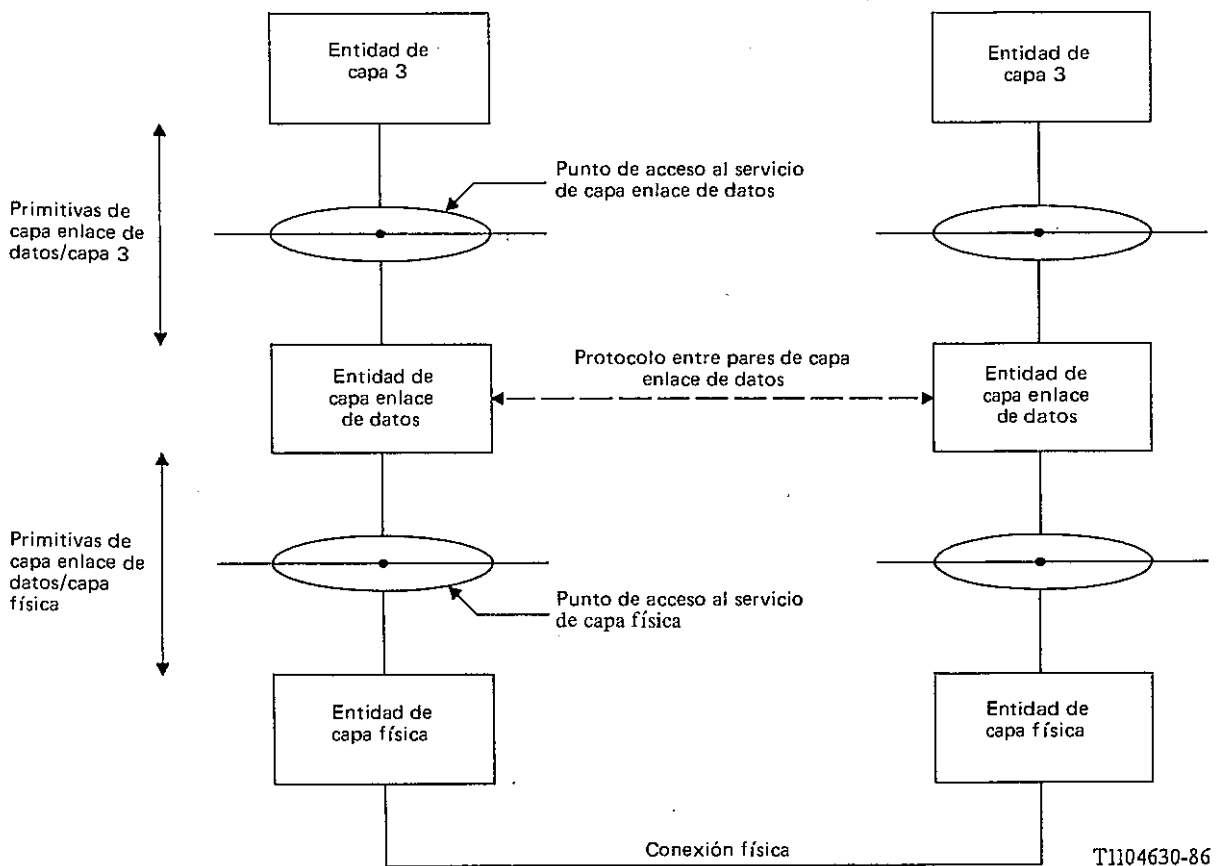 Entidad de
capa 3
Entidad de
capa 3
Punto de acceso al servicio
de capa enlace de datos
Primitivas de
capa enlace de
datos/capa 3
Protocolo entre pares de capa
enlace de datos
Entidad de
capa enlace
de datos
Entidad de
capa enlace
de datos
Primitivas de
capa enlace de
datos/capa
física
Punto de acceso al servicio
de capa física
Entidad de
capa física
Entidad de
capa física
Conexión física
T1104630-86